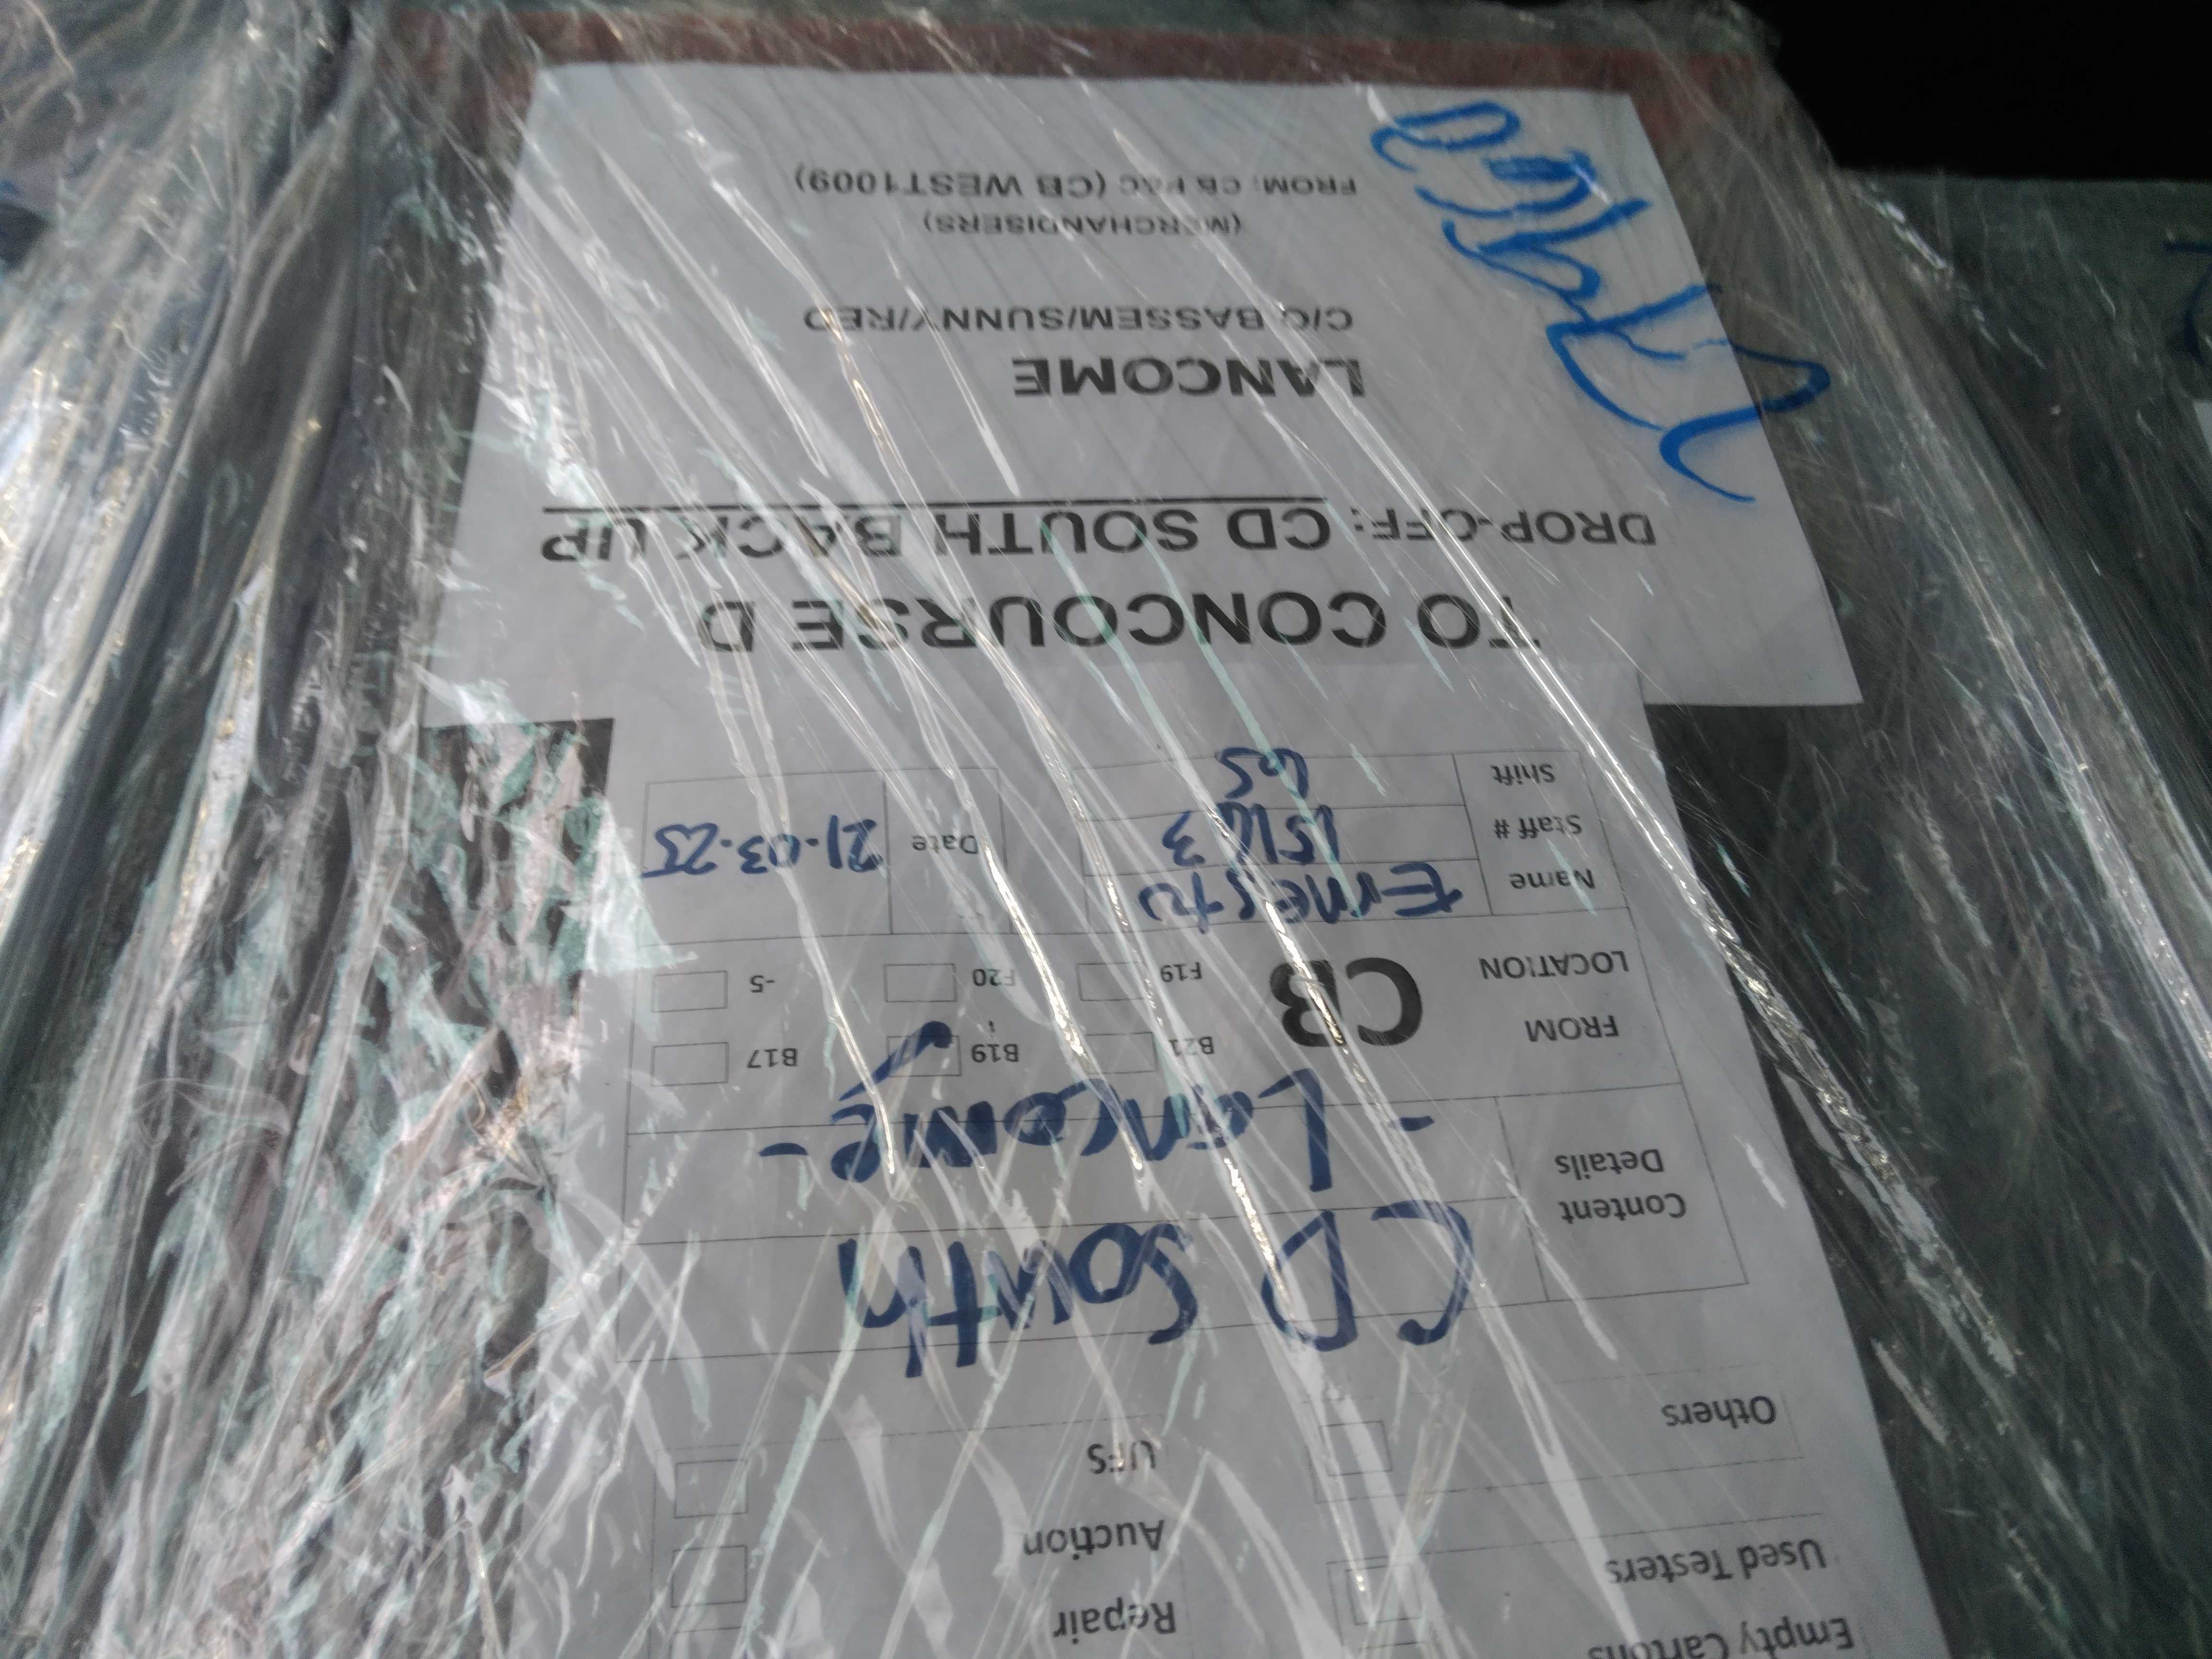 Empty Cartons Repair
Used Testers Auction
Others UFS
CD South
Content
Details
- Lancome -
FROM
LOCATION
CB
B21 B19 B17
F19 F20 -5
Name Ernesto
Staff #
Date 21-03-25
Shift
TO CONCOURSE D
DROP-OFF: CD SOUTH BACK UP
LANCOME
C/O BASSEM/SUNNY/RED
(MERCHANDISERS)
FROM: CB P&C (CB WEST1009)